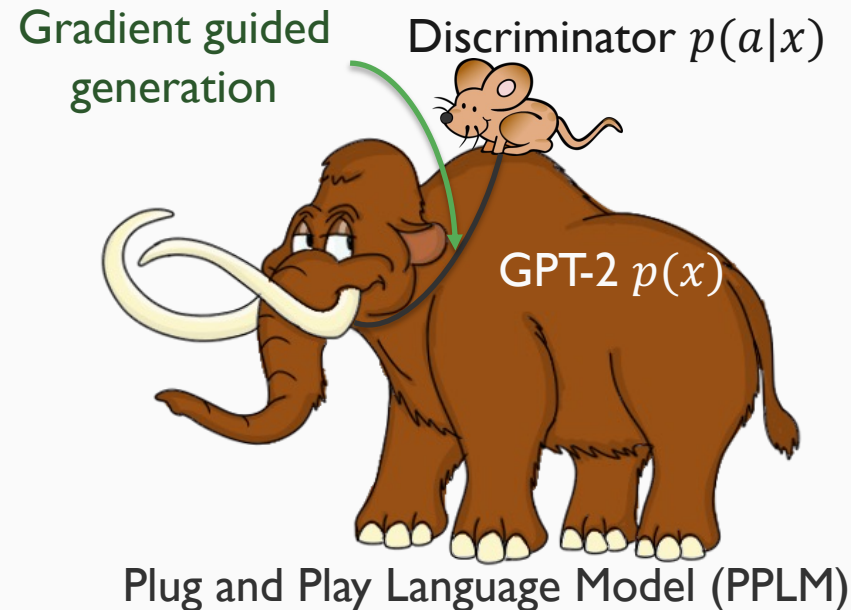 Gradient guided
generation
Discriminator p(a|x)
GPT-2 p(x)
Plug and Play Language Model (PPLM)